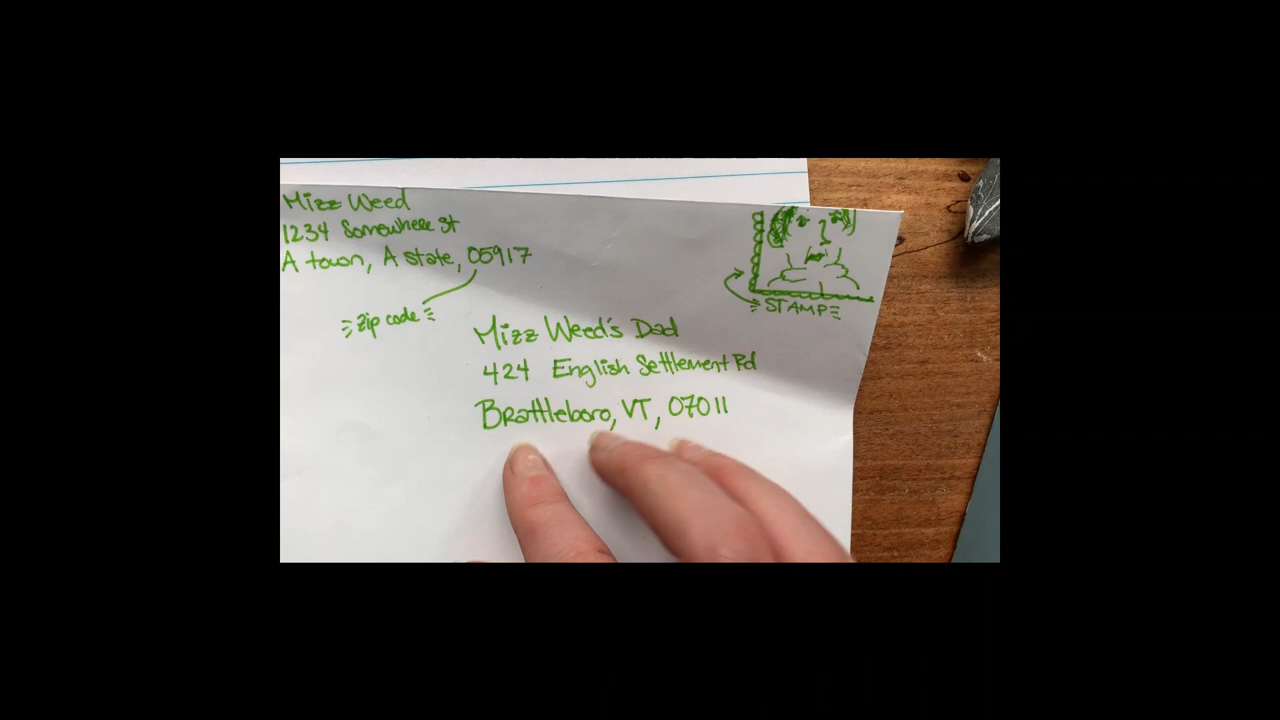 Mizz Weed
1234 Somewhere St
A town, A state, 05917
Zip code
STAMP
Mizz Weed's Dad
424 English Settlement Rd
Brattleboro, VT, 07011